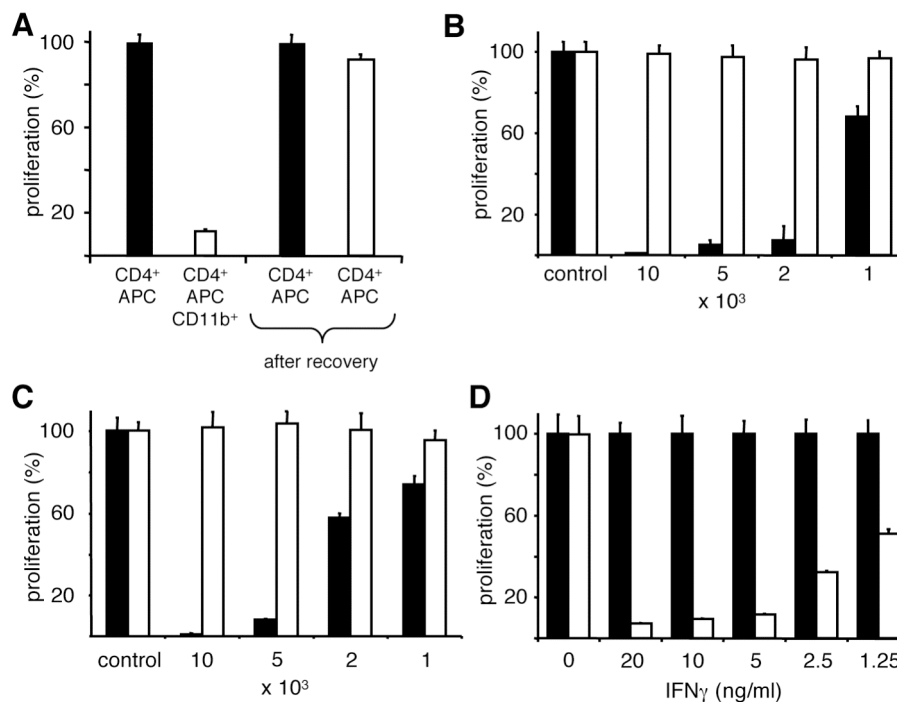 A
proliferation (%)
100
60
20
CD4⁺
APC
CD4⁺
APC
CD11b⁺
CD4⁺
APC
CD4⁺
APC
after recovery
B
proliferation (%)
100
60
20
control 10 5 2 1
x 10³
C
proliferation (%)
100
60
20
control 10 5 2 1
x 10³
D
proliferation (%)
100
60
20
0 20 10 5 2.5 1.25
IFNγ (ng/ml)